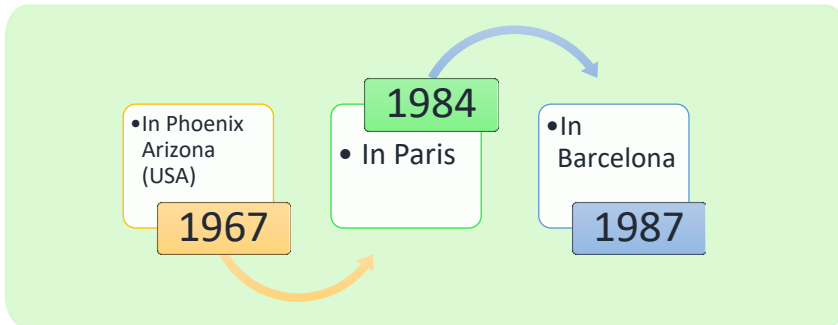 •In Phoenix
Arizona
(USA)
1967
1984
• In Paris
•In
Barcelona
1987